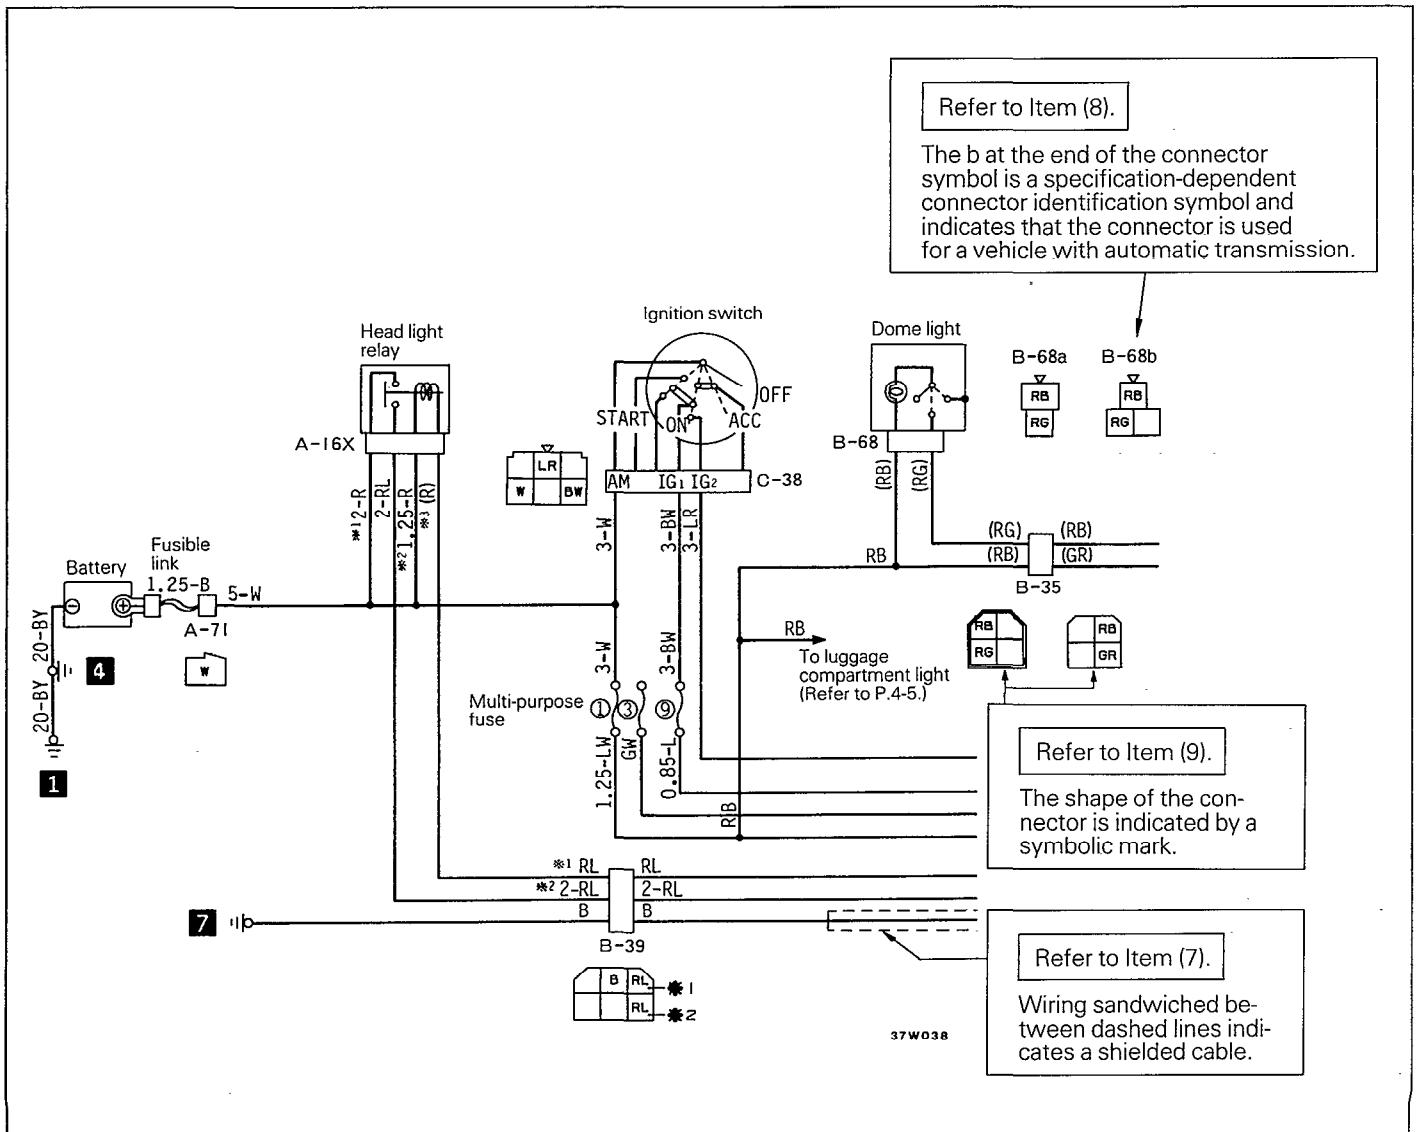 Refer to Item (8).
The b at the end of the connector
symbol is a specification-dependent
connector identification symbol and
indicates that the connector is used
for a vehicle with automatic transmission.
Ignition switch
Head light
relay
Dome light
B-68a
B-68b
RB
RG
RB
RG
OFF
START
ON
ACC
A-16X
B-68
LR
W
BW
AM
IG1
IG2
C-38
(RB)
(RG)
※1 2-R
2-RL
※2 1.25-R
※3 (R)
3-W
3-BW
3-LR
(RG)
(RB)
RB
(RB)
(GR)
B-35
Fusible
link
Battery
1.25-B
5-W
A-71
W
20-BY
20-BY
4
1
RB
RG
RB
GR
RB
To luggage
compartment light
(Refer to P.4-5.)
3-W
3-BW
Multi-purpose
fuse
①
③
⑨
1.25-LW
GW
0.85-L
RB
Refer to Item (9).
The shape of the con-
nector is indicated by a
symbolic mark.
※1 RL
RL
※2 2-RL
2-RL
B
B
7
B-39
B
RL
※1
RL
※2
Refer to Item (7).
Wiring sandwiched be-
tween dashed lines indi-
cates a shielded cable.
37W038